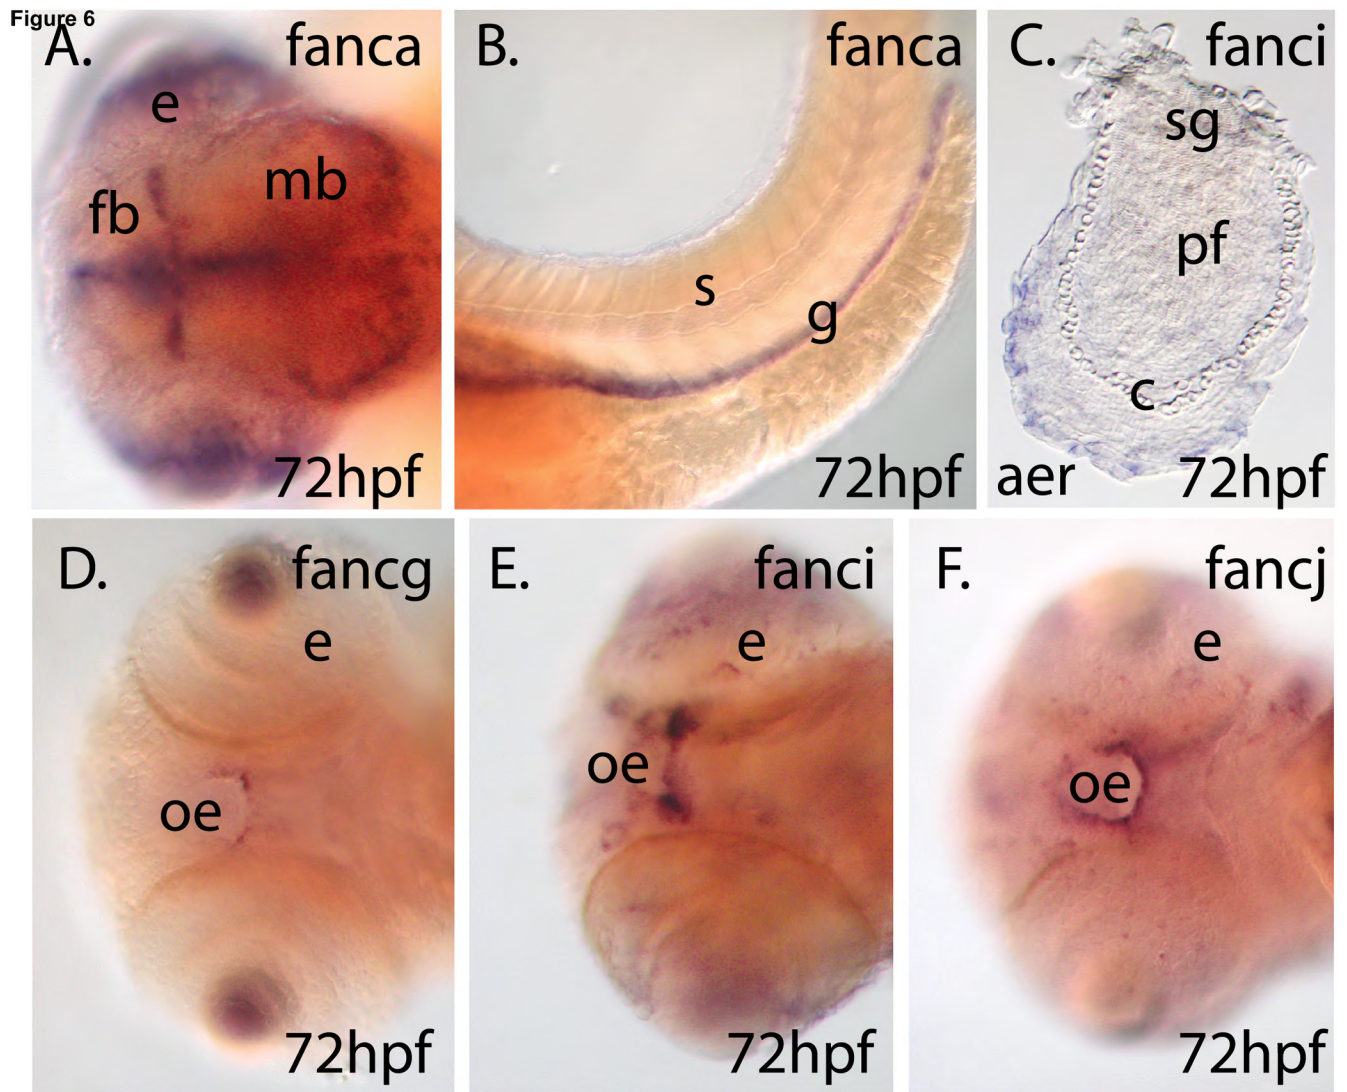 Figure 6
A. fanca
e
mb
fb
72hpf
B. fanca
s
g
72hpf
C. fanci
sg
pf
c
aer 72hpf
D. fancg
e
oe
72hpf
E. fanci
e
oe
72hpf
F. fancj
e
oe
72hpf